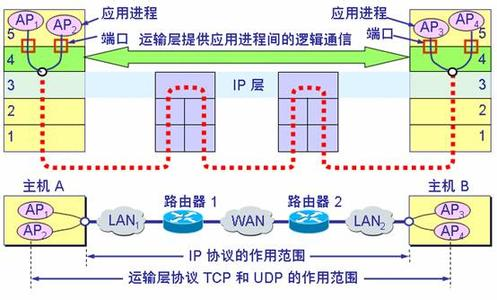 应用进程
应用进程
5 AP₁ AP₂
AP₃ AP₄ 5
端口
端口
运输层提供应用进程间的逻辑通信
4
4
3
IP 层
3
2
2
1
1
主机 A
路由器 1
路由器 2
主机 B
AP₁
AP₂
LAN₁
WAN
LAN₂
AP₃
AP₄
IP 协议的作用范围
运输层协议 TCP 和 UDP 的作用范围